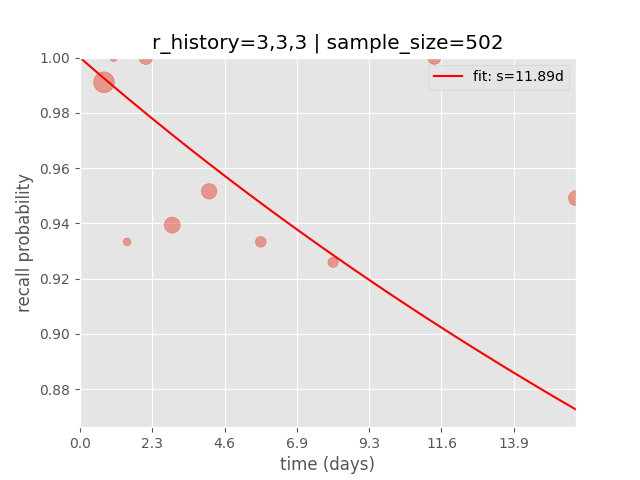 r_history=3,3,3 | sample_size=502
fit: s=11.89d
1.00
0.98
0.96
0.94
0.92
0.90
0.88
recall probability
0.0 2.3 4.6 6.9 9.3 11.6 13.9
time (days)